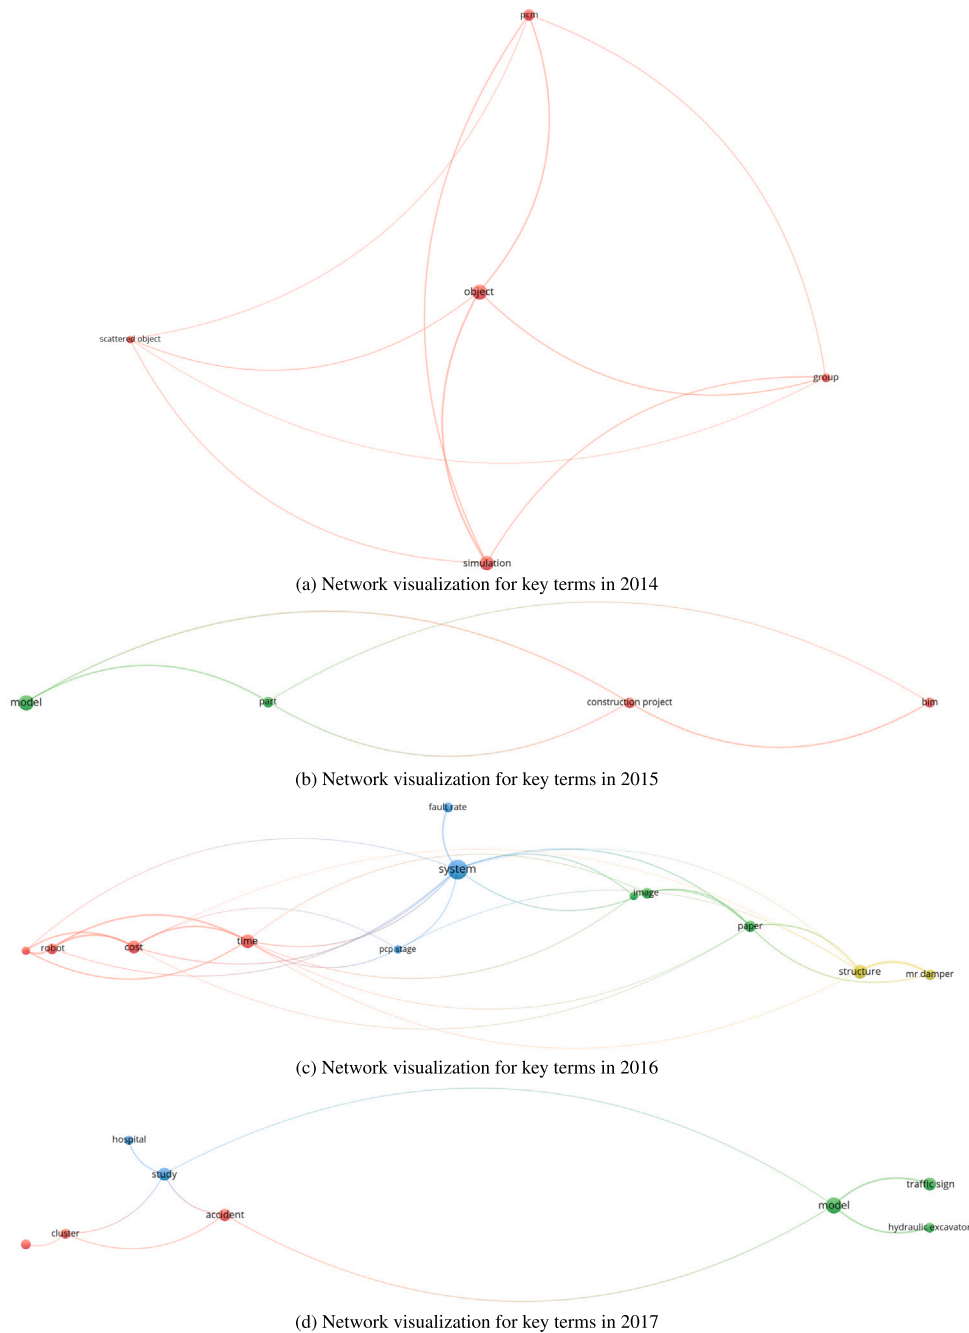 pcm
object
scattered object
group
simulation
(a) Network visualization for key terms in 2014
model
part
construction project
bim
(b) Network visualization for key terms in 2015
fault rate
system
image
paper
robot
cost
time
pcp stage
structure
mr damper
(c) Network visualization for key terms in 2016
hospital
study
traffic sign
model
accident
cluster
hydraulic excavator
(d) Network visualization for key terms in 2017